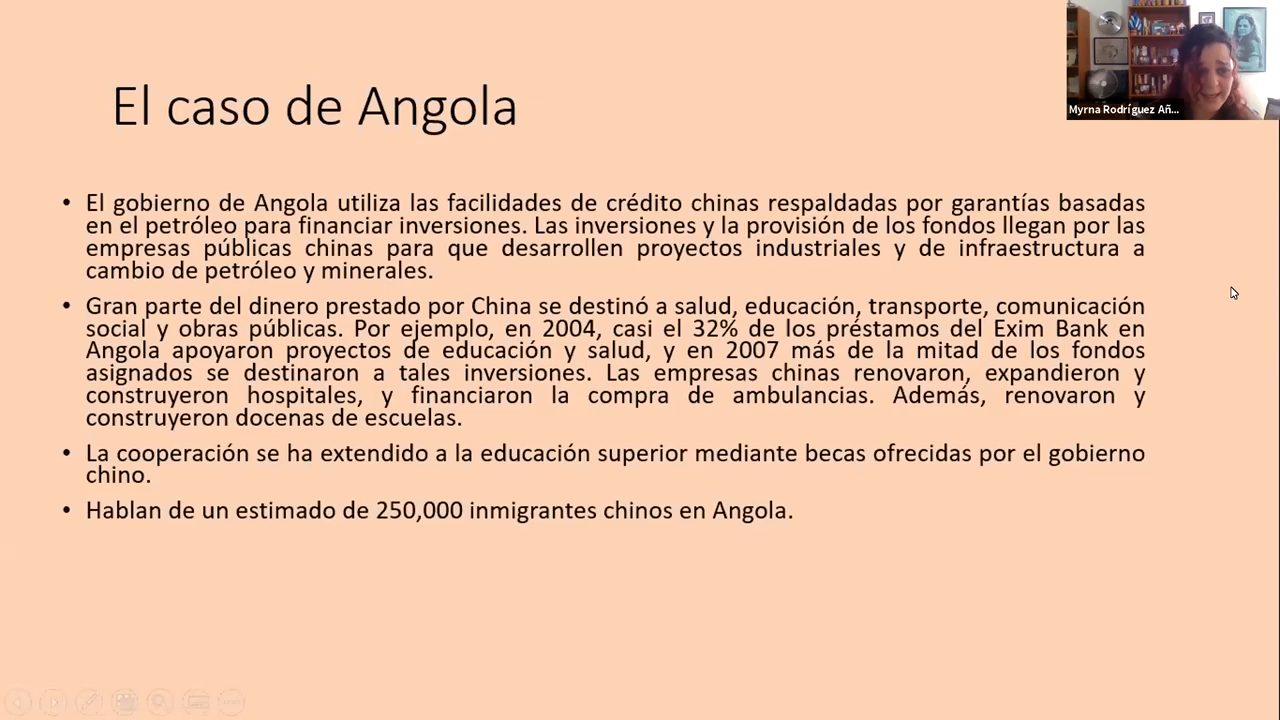 El caso de Angola
Myrna Rodríguez Añ...
• El gobierno de Angola utiliza las facilidades de crédito chinas respaldadas por garantías basadas
en el petróleo para financiar inversiones. Las inversiones y la provisión de los fondos llegan por las
empresas públicas chinas para que desarrollen proyectos industriales y de infraestructura a
cambio de petróleo y minerales.
• Gran parte del dinero prestado por China se destinó a salud, educación, transporte, comunicación
social y obras públicas. Por ejemplo, en 2004, casi el 32% de los préstamos del Exim Bank en
Angola apoyaron proyectos de educación y salud, y en 2007 más de la mitad de los fondos
asignados se destinaron a tales inversiones. Las empresas chinas renovaron, expandieron y
construyeron hospitales, y financiaron la compra de ambulancias. Además, renovaron y
construyeron docenas de escuelas.
• La cooperación se ha extendido a la educación superior mediante becas ofrecidas por el gobierno
chino.
• Hablan de un estimado de 250,000 inmigrantes chinos en Angola.